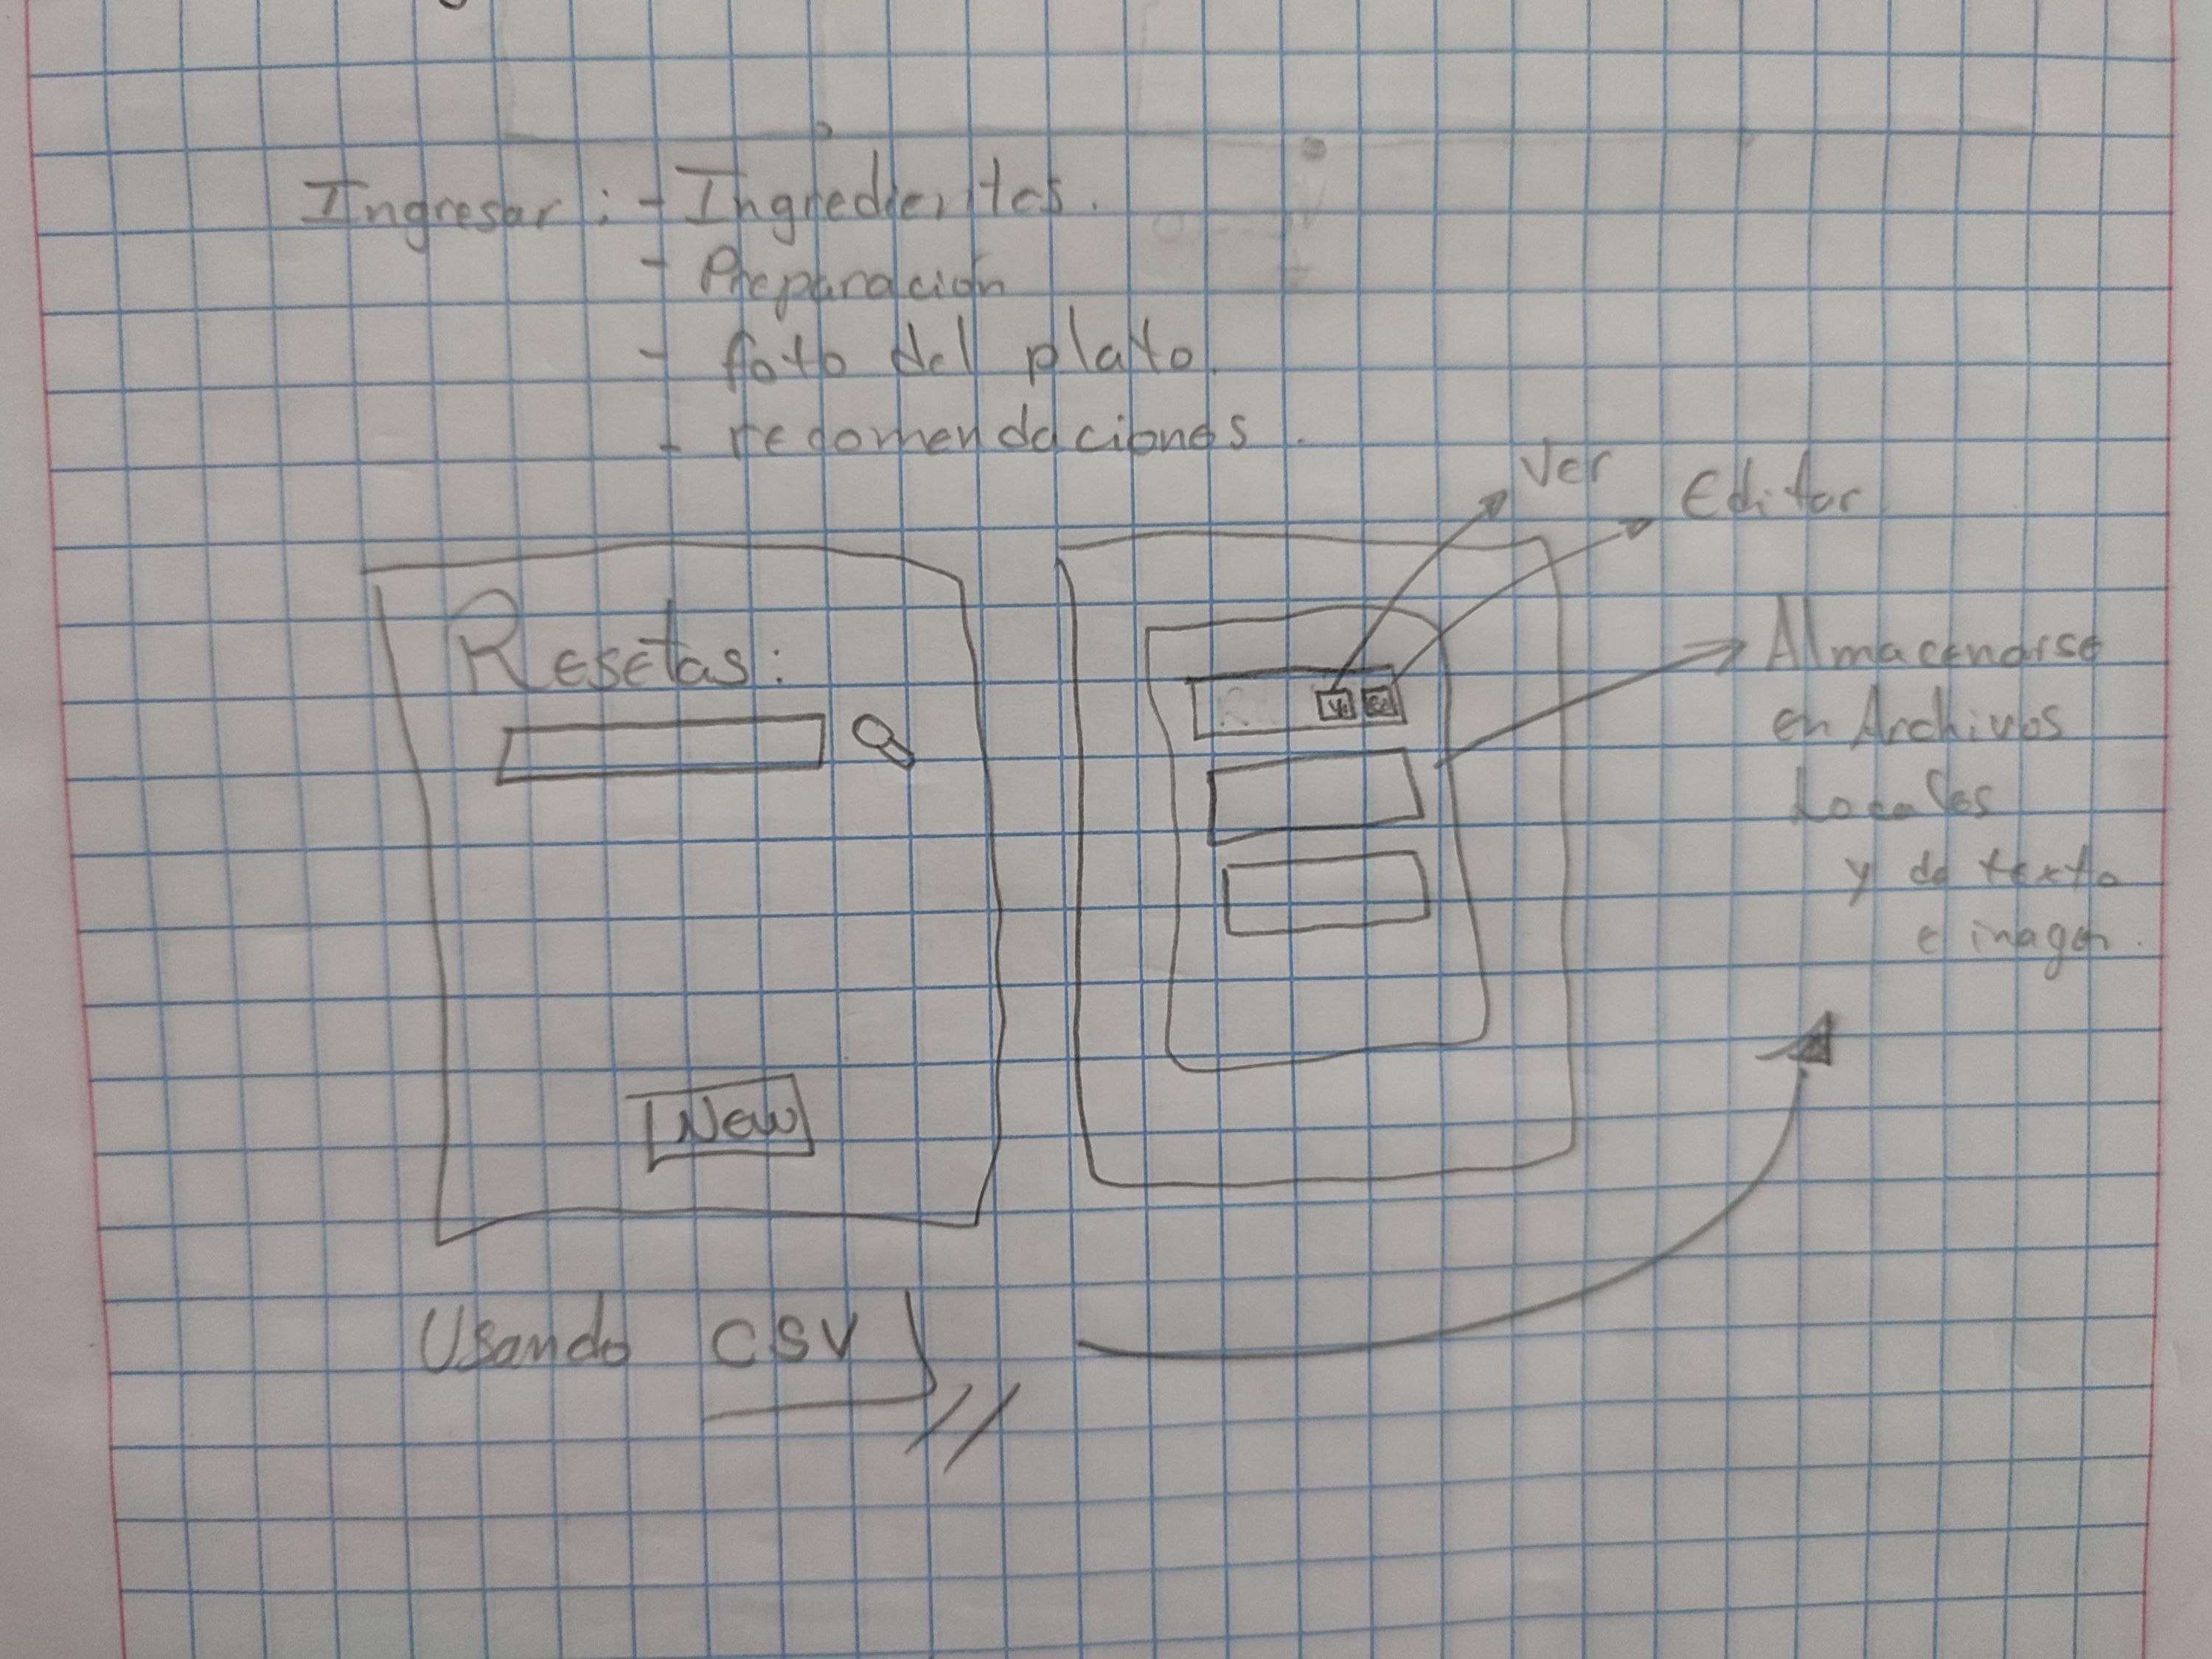 Ingresar : - Ingredientes.
- Preparación
- foto del plato.
- recomendaciones.
Ver
Editar
Resetas:
Ve Ed
Almacenarse
en Archivos
Locales
y de texto
e imagen.
New
Usando CSV